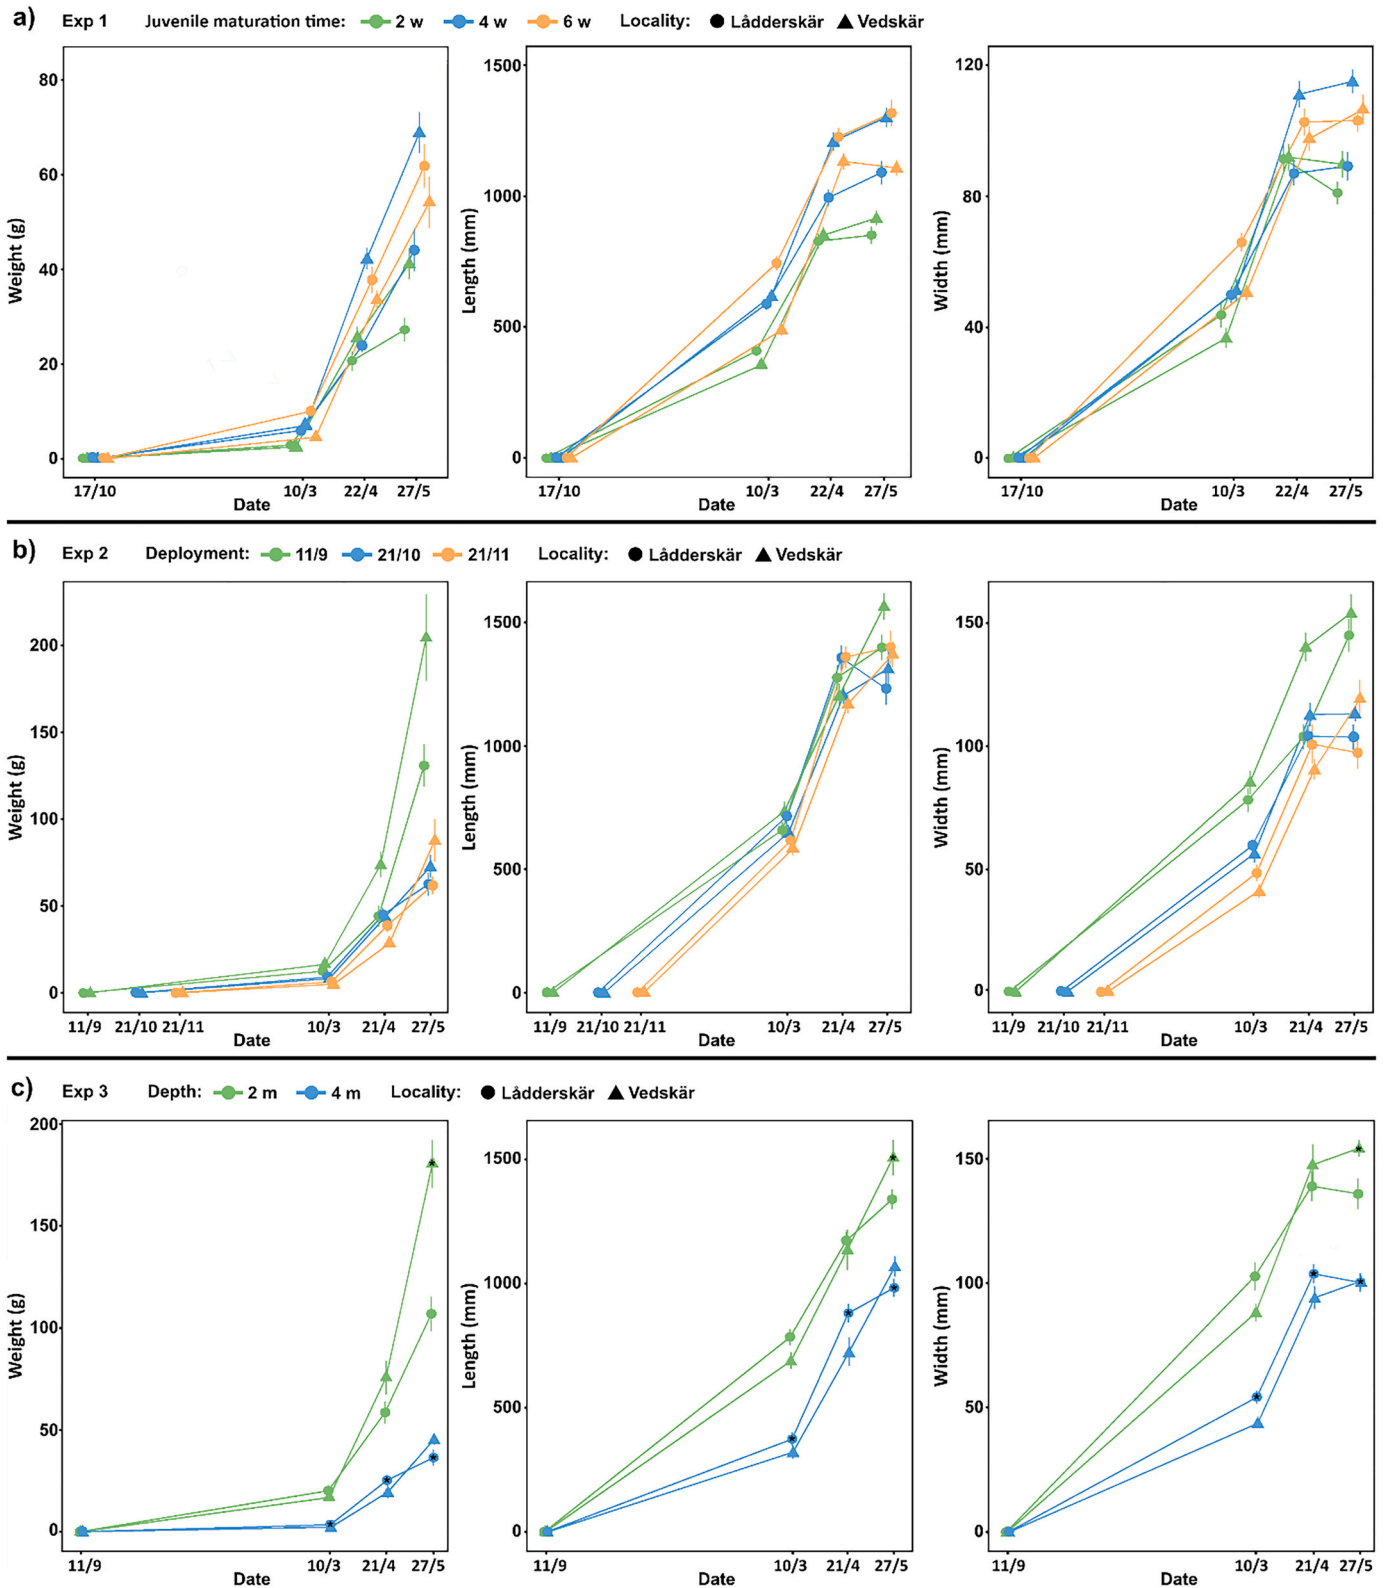 a) Exp 1 Juvenile maturation time: 2 w 4 w 6 w Locality: Lådderskär Vedskär
Weight (g)
80
60
40
20
0
17/10 10/3 22/4 27/5
Date
Length (mm)
1500
1000
500
0
17/10 10/3 22/4 27/5
Date
Width (mm)
120
80
40
0
17/10 10/3 22/4 27/5
Date
b) Exp 2 Deployment: 11/9 21/10 21/11 Locality: Lådderskär Vedskär
Weight (g)
200
150
100
50
0
11/9 21/10 21/11 10/3 21/4 27/5
Date
Length (mm)
1500
1000
500
0
11/9 21/10 21/11 10/3 21/4 27/5
Date
Width (mm)
150
100
50
0
11/9 21/10 21/11 10/3 21/4 27/5
Date
c) Exp 3 Depth: 2 m 4 m Locality: Lådderskär Vedskär
Weight (g)
200
150
100
50
0
11/9 10/3 21/4 27/5
Date
Length (mm)
1500
1000
500
0
11/9 10/3 21/4 27/5
Date
Width (mm)
150
100
50
0
11/9 10/3 21/4 27/5
Date